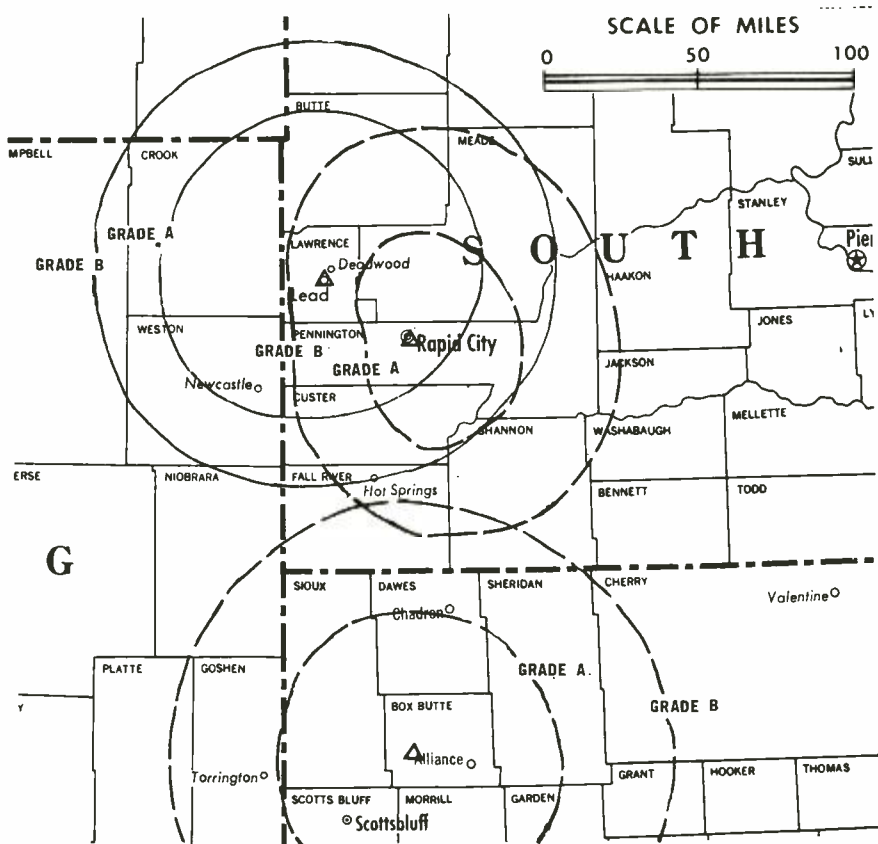 SCALE OF MILES
0 50 100
BUTTE
MEADE
MPBELL
CROOK
SULL
STANLEY
GRADE A
LAWRENCE
Deadwood
SOUTH
Pier
GRADE B
HAAKON
Lead
WESTON
PENNINGTON
Rapid City
JONES
LY
GRADE B
GRADE A
JACKSON
Newcastle
CUSTER
MELLETTE
SHANNON
WASHABAUGH
ERSE
NIOBRARA
FALL RIVER
Hot Springs
BENNETT
TODD
G
SIOUX
DAWES
SHERIDAN
CHERRY
Chadron
Valentine
PLATTE
GOSHEN
GRADE A
Y
BOX BUTTE
GRADE B
Alliance
Torrington
GRANT
HOOKER
THOMAS
SCOTTS BLUFF
MORRILL
GARDEN
Scottsbluff